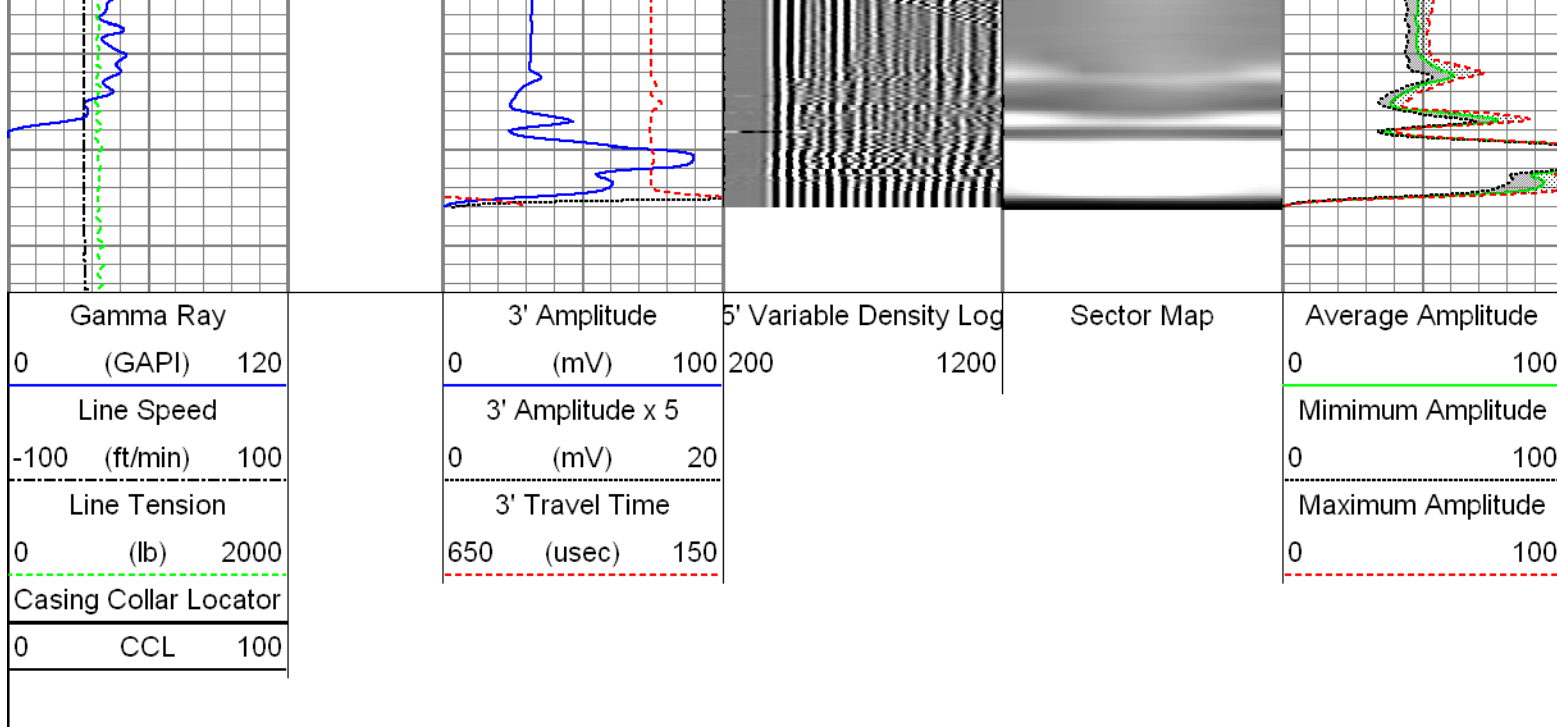 Gamma Ray
0 (GAPI) 120
Line Speed
-100 (ft/min) 100
Line Tension
0 (lb) 2000
Casing Collar Locator
0 CCL 100
3' Amplitude
0 (mV) 100
3' Amplitude x 5
0 (mV) 20
3' Travel Time
650 (usec) 150
5' Variable Density Log
200 1200
Sector Map
Average Amplitude
0 100
Mimimum Amplitude
0 100
Maximum Amplitude
0 100